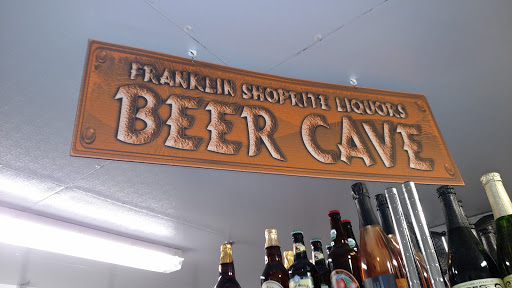 FRANKLIN SHOPRITE LIQUORS
BEER CAVE